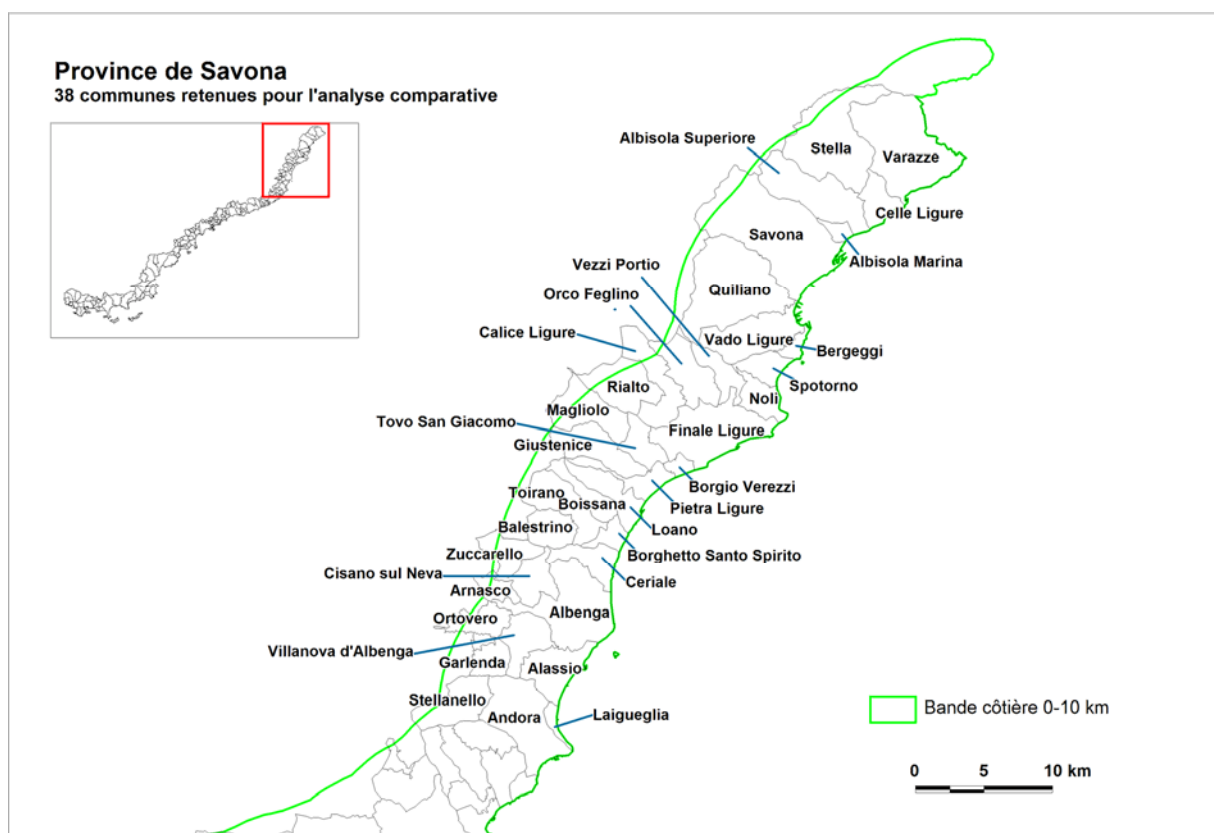 Province de Savona
38 communes retenues pour l'analyse comparative
Albisola Superiore
Stella
Varazze
Celle Ligure
Savona
Albisola Marina
Vezzi Portio
Orco Feglino
Quiliano
Calice Ligure
Vado Ligure
Bergeggi
Spotorno
Rialto
Noli
Magliolo
Tovo San Giacomo
Finale Ligure
Giustenice
Borgio Verezzi
Toirano
Boissana
Pietra Ligure
Balestrino
Loano
Zuccarello
Borghetto Santo Spirito
Cisano sul Neva
Ceriale
Arnasco
Albenga
Ortovero
Villanova d'Albenga
Garlenda
Alassio
Stellanello
Andora
Laigueglia
Bande côtière 0-10 km
0 5 10 km